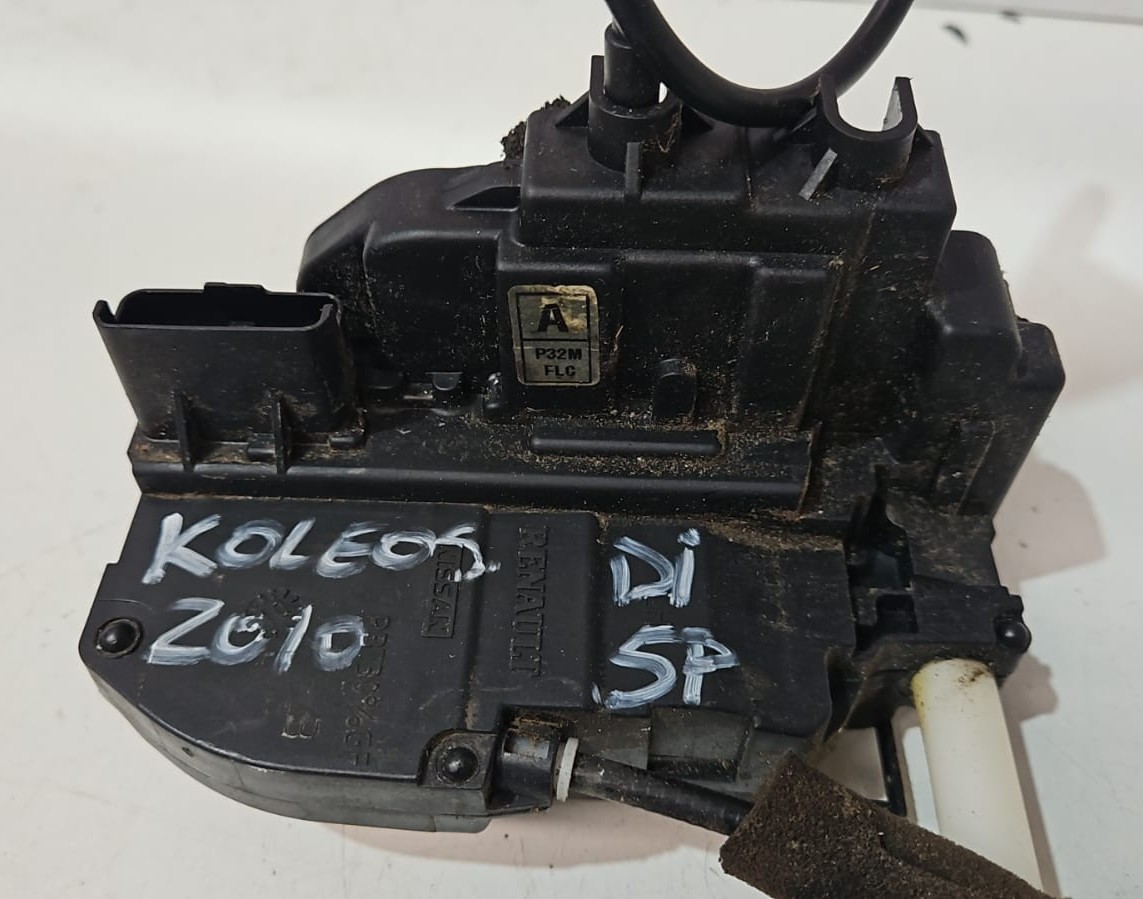 A
P32M
FLC
KOLEOS
2010
DI
SP
NISSAN
RENAULT